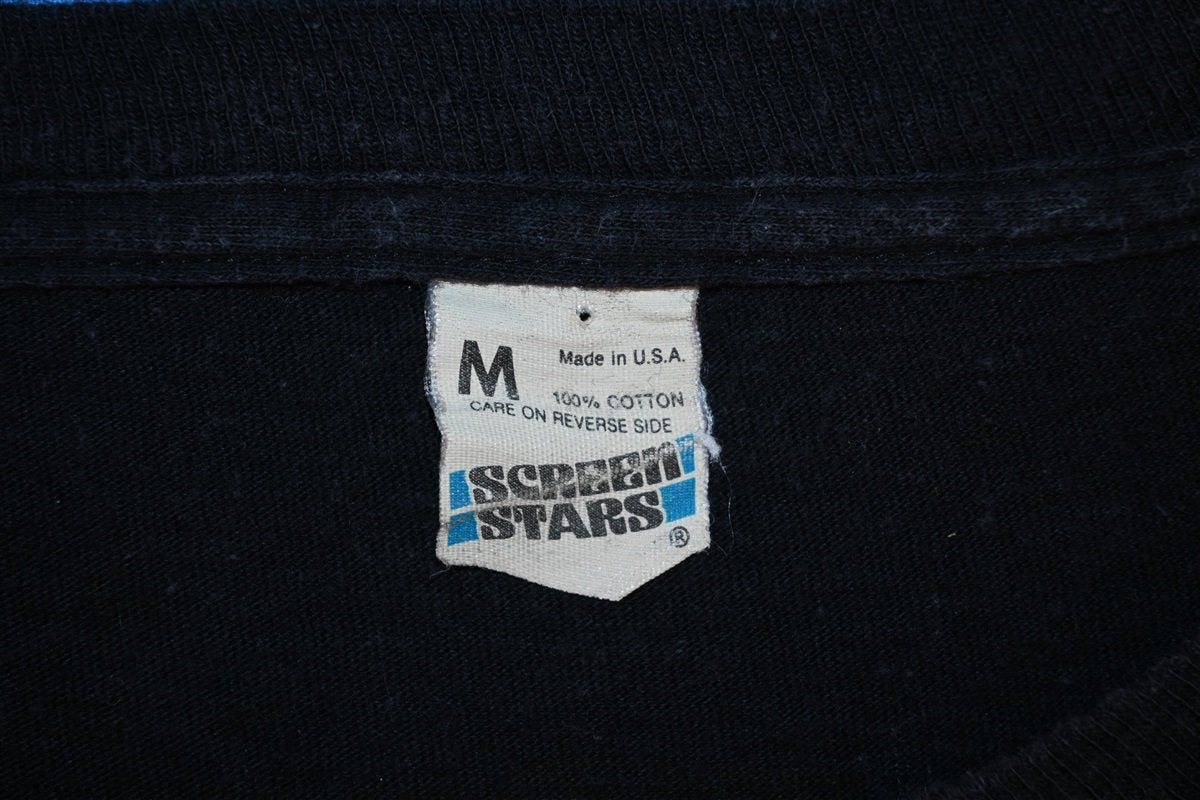 M
Made in U.S.A.
100% COTTON
CARE ON REVERSE SIDE
SCREEN
STARS
®